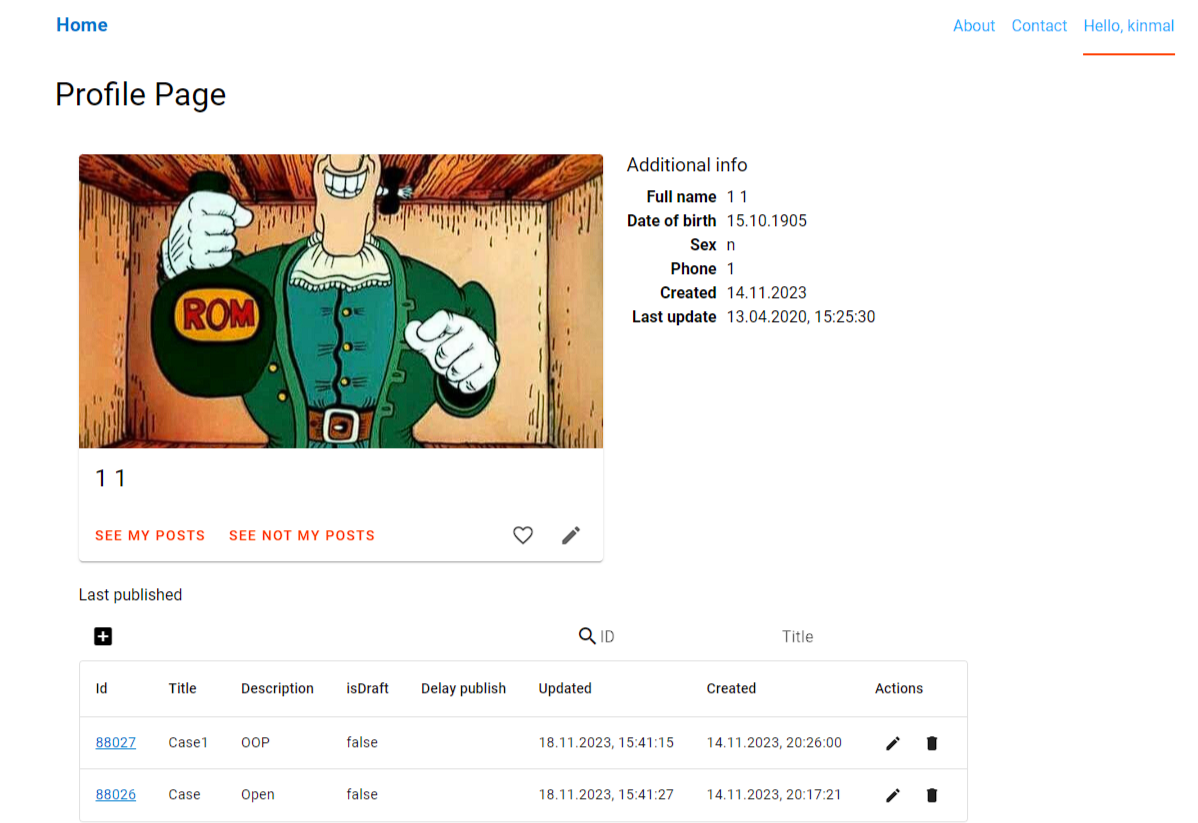 Home About Contact Hello, kinmal
Profile Page
ROM
Additional info
Full name 1 1
Date of birth 15.10.1905
Sex n
Phone 1
Created 14.11.2023
Last update 13.04.2020, 15:25:30
1 1
SEE MY POSTS SEE NOT MY POSTS
Last published
ID Title
Id Title Description isDraft Delay publish Updated Created Actions
88027 Case1 OOP false 18.11.2023, 15:41:15 14.11.2023, 20:26:00
88026 Case Open false 18.11.2023, 15:41:27 14.11.2023, 20:17:21